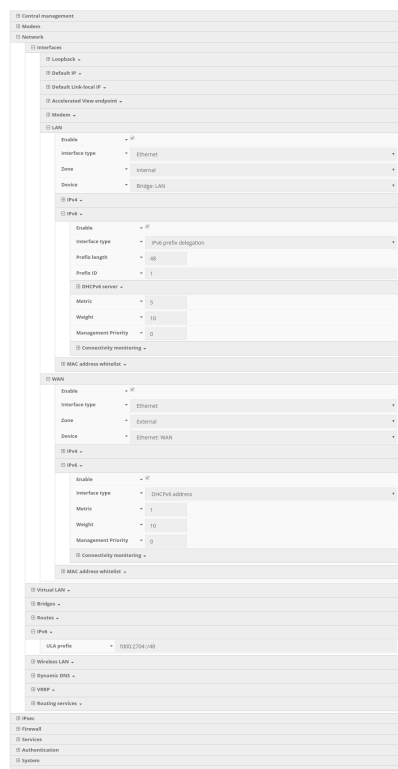 Central management
Modem
Network
Interfaces
Loopback
Default IP
Default Link-local IP
Accelerated View endpoint
Modem
LAN
Enable
Interface type Ethernet
Zone Internal
Device Bridge: LAN
IPv4
IPv6
Enable
Interface type IPv6 prefix delegation
Prefix length 48
Prefix ID 1
DHCPv6 server
Metric 5
Weight 10
Management Priority 0
Connectivity monitoring
MAC address whitelist
WAN
Enable
Interface type Ethernet
Zone External
Device Ethernet: WAN
IPv4
IPv6
Enable
Interface type DHCPv6 address
Metric 1
Weight 10
Management Priority 0
Connectivity monitoring
MAC address whitelist
Virtual LAN
Bridges
Routes
IPv6
ULA prefix fd00:2704::/48
Wireless LAN
Dynamic DNS
VRRP
Routing services
IPsec
Firewall
Services
Authentication
System